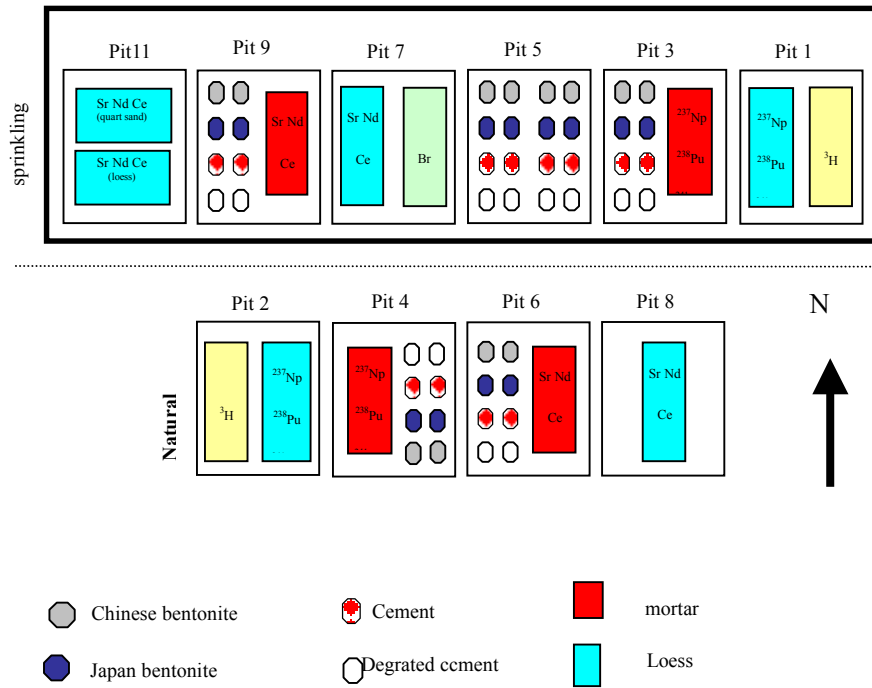 Pit11
Pit 9
Pit 7
Pit 5
Pit 3
Pit 1
sprinkling
Sr Nd Ce
(quart sand)
Sr Nd Ce
(loess)
Sr Nd
Ce
Sr Nd
Ce
Br
237Np
238Pu
237Np
238Pu
3H
Pit 2
Pit 4
Pit 6
Pit 8
N
Natural
3H
237Np
238Pu
237Np
238Pu
Sr Nd
Ce
Sr Nd
Ce
Chinese bentonite
Cement
mortar
Japan bentonite
Degrated ccment
Loess